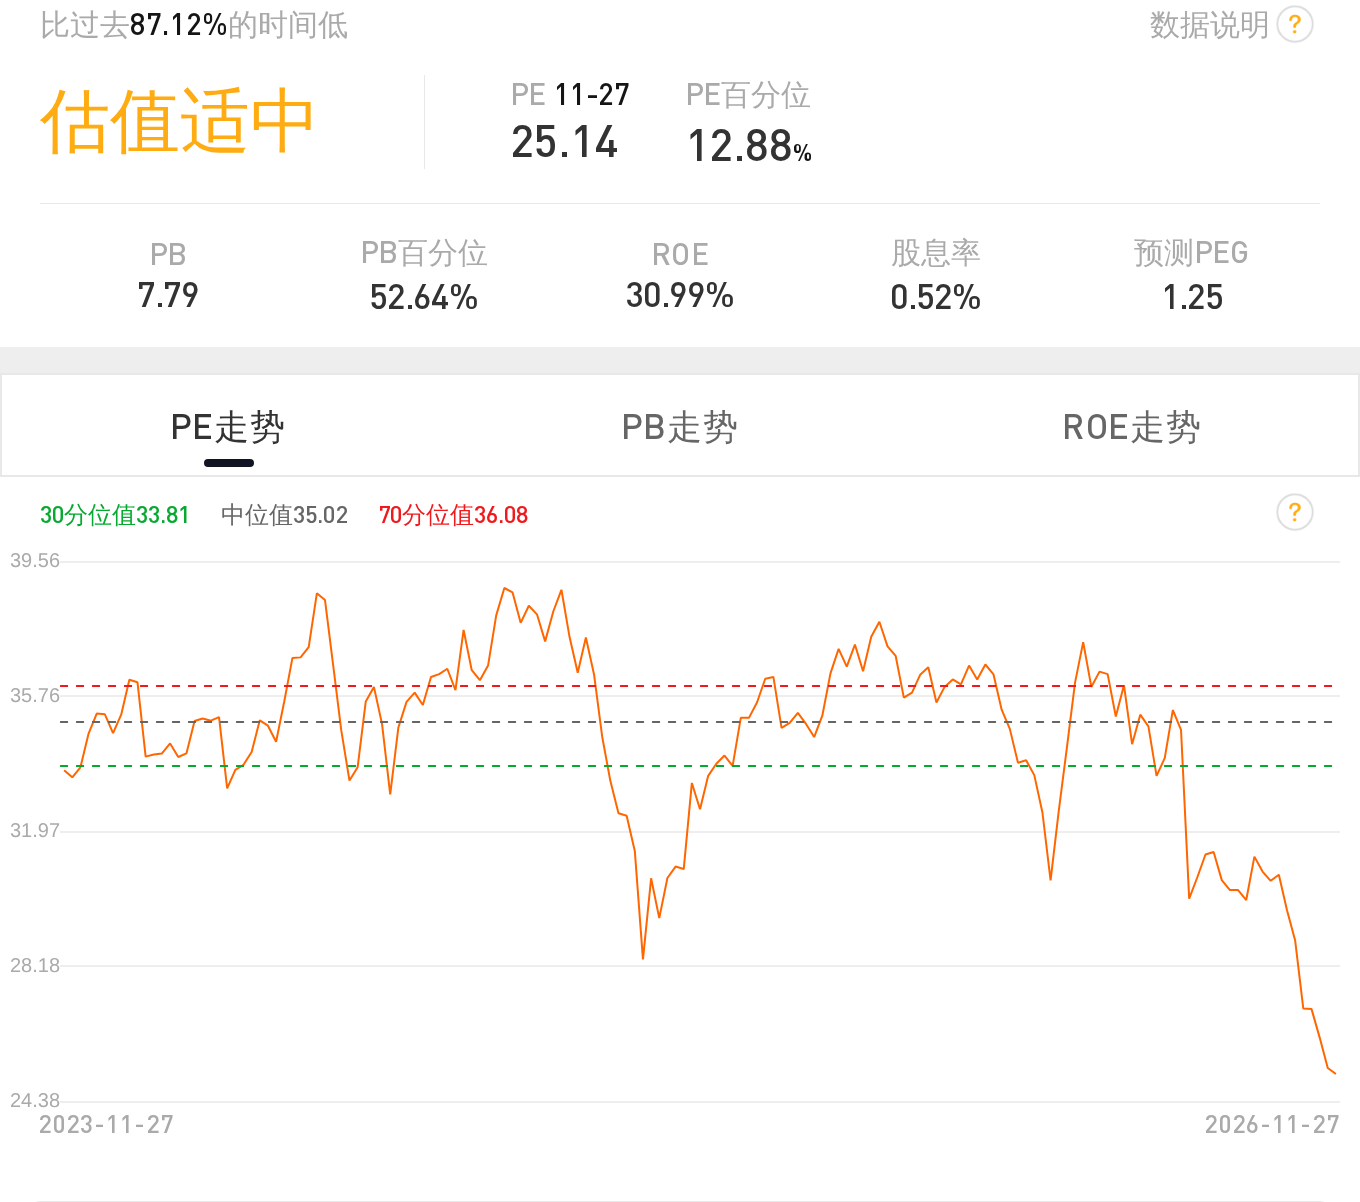 比过去87.12%的时间低
数据说明 ?
估值适中
PE 11-27
25.14
PE百分位
12.88%
PB
7.79
PB百分位
52.64%
ROE
30.99%
股息率
0.52%
预测PEG
1.25
PE走势
PB走势
ROE走势
30分位值33.81 中位值35.02 70分位值36.08 ?
39.56
35.76
31.97
28.18
24.38
2023-11-27 2026-11-27